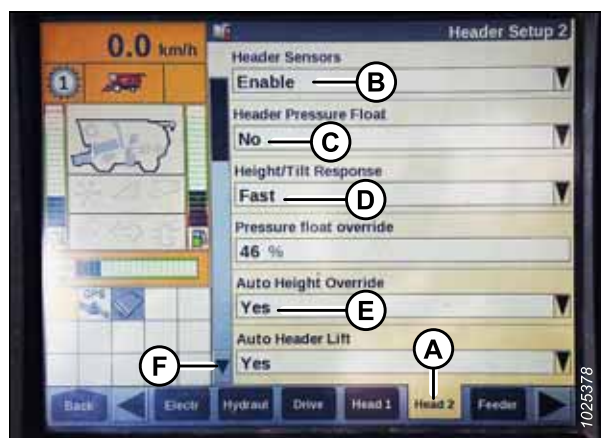 0.0 km/h
Header Setup 2
1
Header Sensors
Enable
B
Header Pressure Float
No
C
Height/Tilt Response
Fast
D
Pressure float override
46 %
Auto Height Override
Yes
E
Auto Header Lift
Yes
A
F
GPS
Back
Electr
Hydraul
Drive
Head 1
Head 2
Feeder
1025378